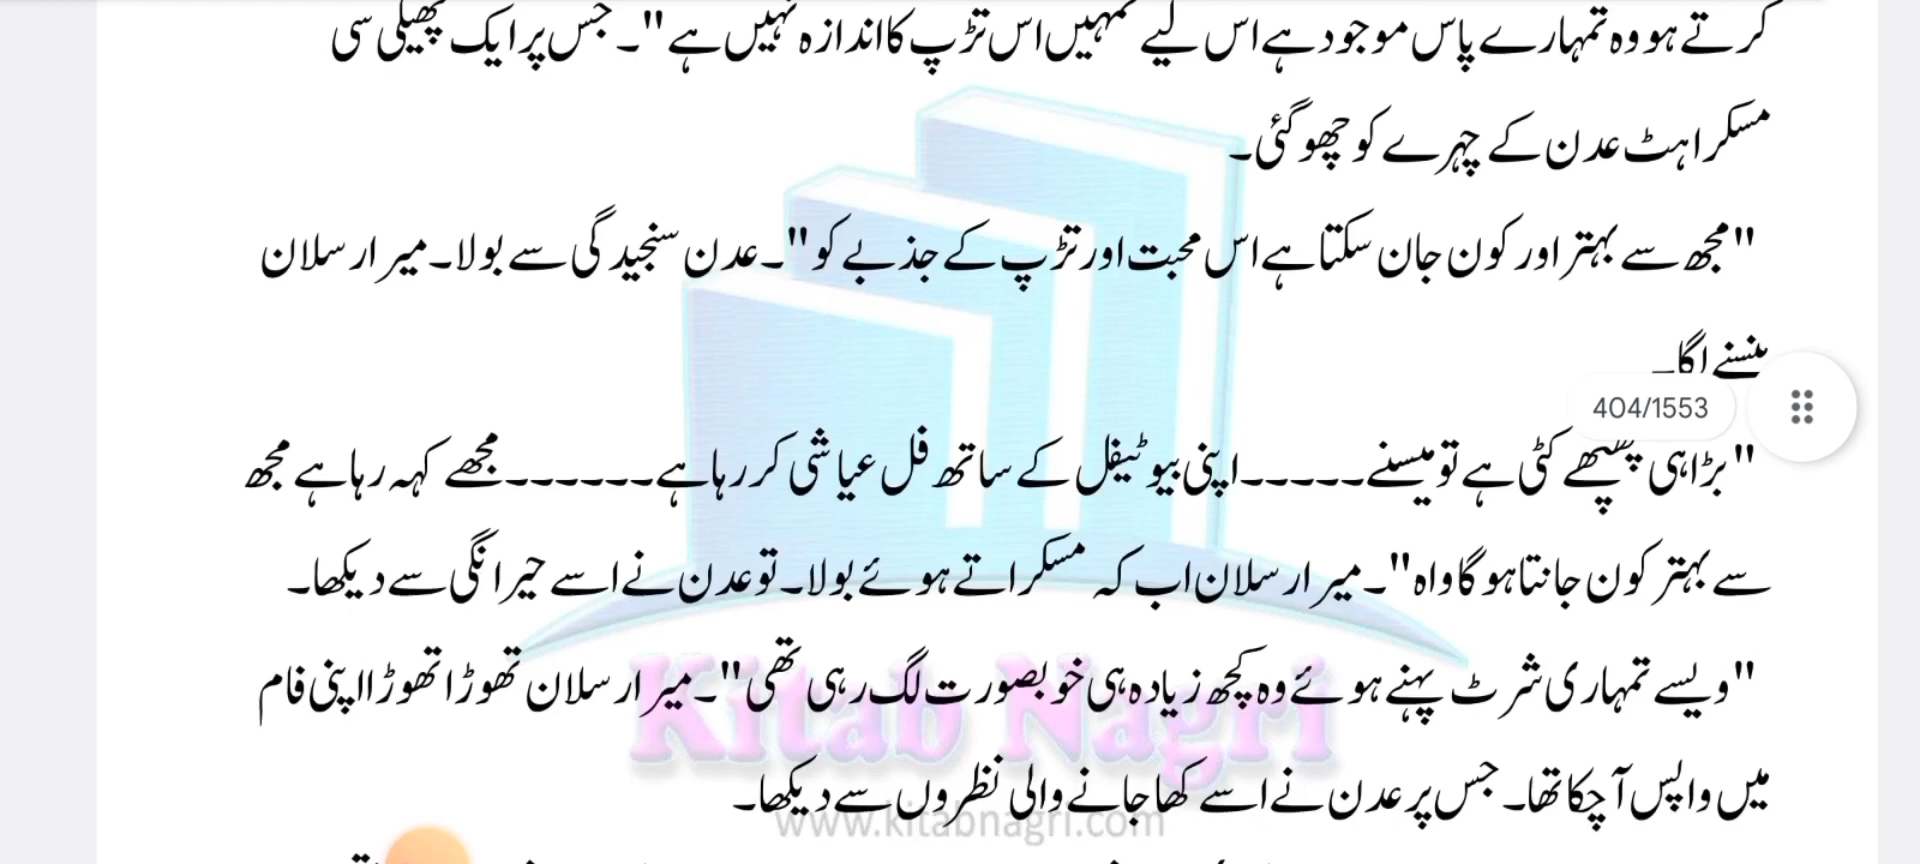 کرتے ہو وہ تمہارے پاس موجود ہے اس لیے تمہیں اس تڑپ کا اندازہ نہیں ہے"۔ جس پر ایک پھیکی سی
مسکراہٹ عدن کے چہرے کو چھو گئی۔
"مجھ سے بہتر اور کون جان سکتا ہے اس محبت اور تڑپ کے جذبے کو"۔ عدن سنجیدگی سے بولا۔ میر ارسلان
ہنسنے لگا۔
404/1553
"بڑا ہی کٹی ہے تو میسنے-----اپنی بیوٹیفل کے ساتھ فل عیاشی کر رہا ہے------مجھے کہہ رہا ہے مجھ
سے بہتر کون جانتا ہو گا واہ"۔ میر ارسلان اب کہ مسکراتے ہوئے بولا۔ تو عدن نے اسے حیرانگی سے دیکھا۔
"ویسے تمہاری شرٹ پہنے ہوئے وہ کچھ زیادہ ہی خوبصورت لگ رہی تھی"۔ میر ارسلان تھوڑا تھوڑا اپنی فام
میں واپس آ چکا تھا۔ جس پر عدن نے اسے کھا جانے والی نظروں سے دیکھا۔
Kitab Nagri
www.kitabnagri.com